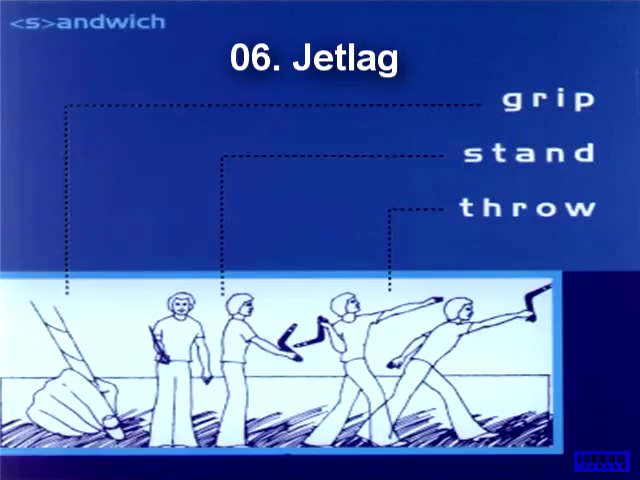 <s>andwich
06. Jetlag
grip
stand
throw